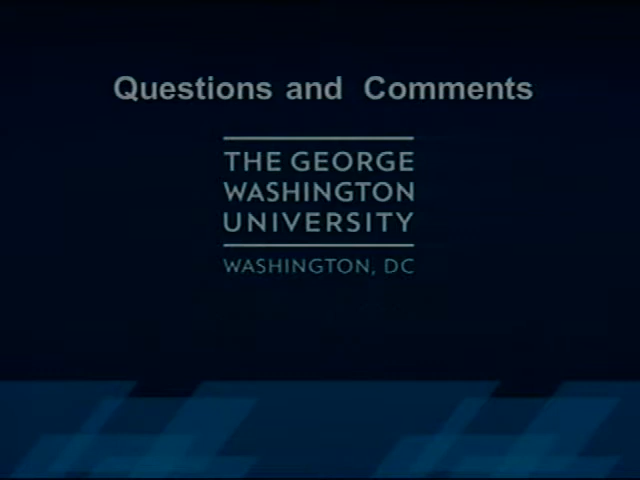 Questions and Comments
THE GEORGE
WASHINGTON
UNIVERSITY
WASHINGTON, DC